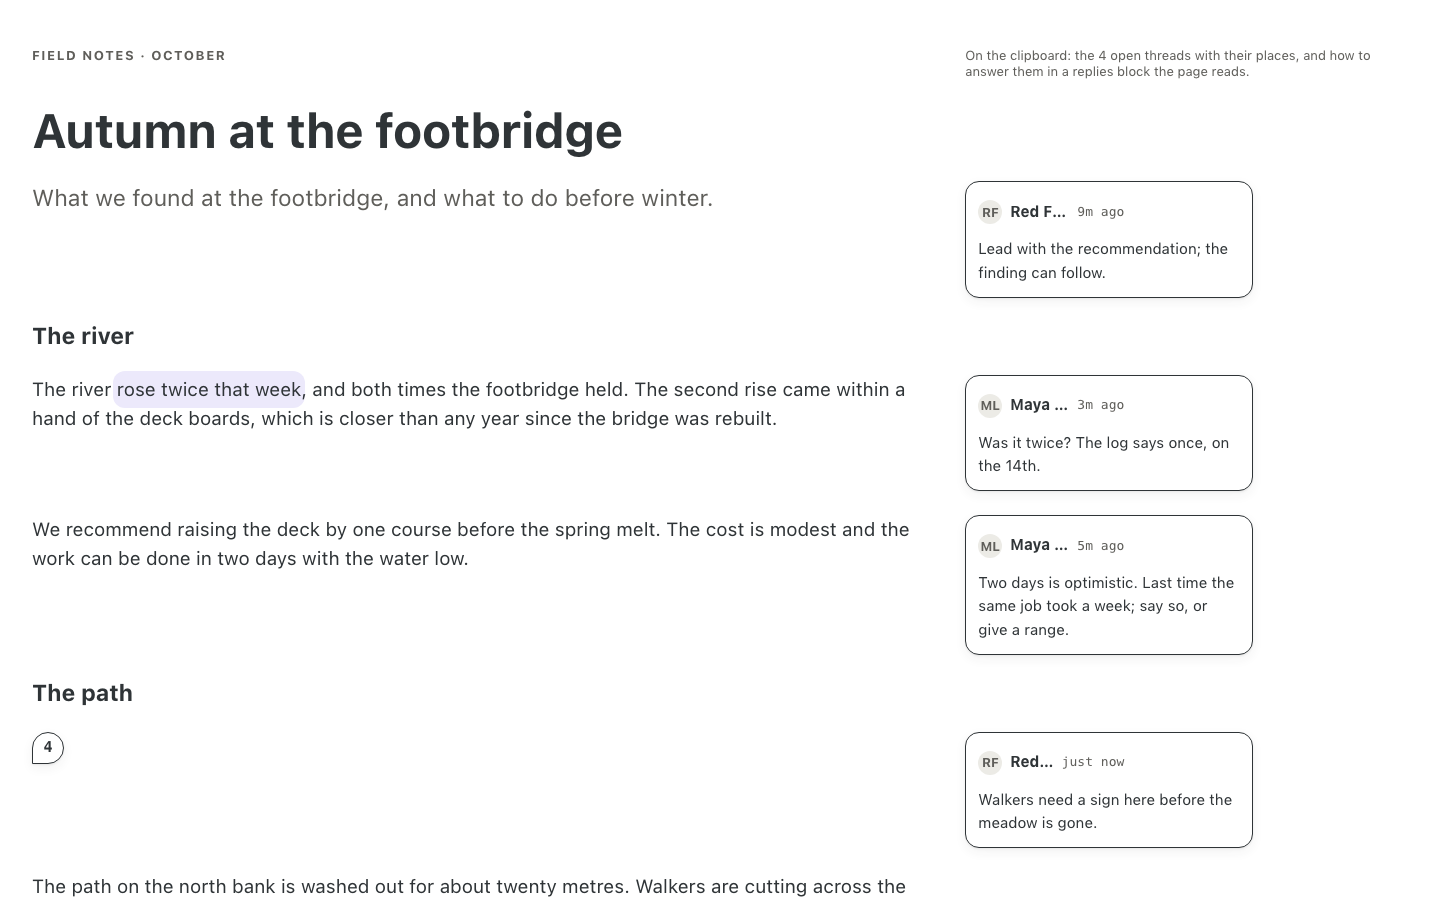 FIELD NOTES · OCTOBER
On the clipboard: the 4 open threads with their places, and how to
answer them in a replies block the page reads.
Autumn at the footbridge
What we found at the footbridge, and what to do before winter.
RF Red F... 9m ago
Lead with the recommendation; the
finding can follow.
The river
The river rose twice that week, and both times the footbridge held. The second rise came within a
hand of the deck boards, which is closer than any year since the bridge was rebuilt.
ML Maya ... 3m ago
Was it twice? The log says once, on
the 14th.
We recommend raising the deck by one course before the spring melt. The cost is modest and the
work can be done in two days with the water low.
ML Maya ... 5m ago
Two days is optimistic. Last time the
same job took a week; say so, or
give a range.
The path
4
RF Red... just now
Walkers need a sign here before the
meadow is gone.
The path on the north bank is washed out for about twenty metres. Walkers are cutting across the